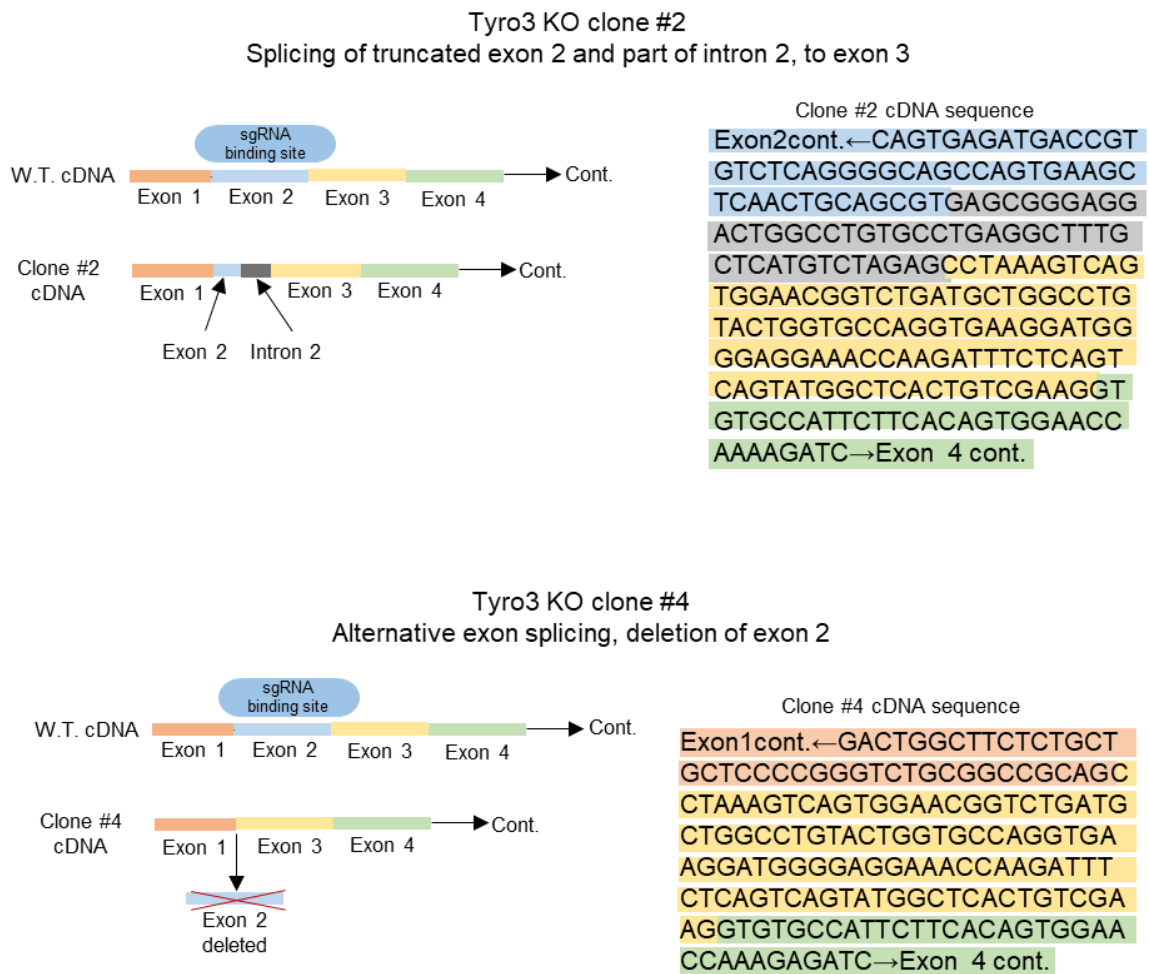 Tyro3 KO clone #2
Splicing of truncated exon 2 and part of intron 2, to exon 3
sgRNA
binding site
W.T. cDNA
Cont.
Exon 1
Exon 2
Exon 3
Exon 4
Clone #2
cDNA
Cont.
Exon 1
Exon 3
Exon 4
Exon 2
Intron 2
Clone #2 cDNA sequence
Exon2cont.←CAGTGAGATGACCGT
GTCTCAGGGGCAGCCAGTGAAGC
TCAACTGCAGCGTGAGCGGGAGG
ACTGGCCTGTGCCTGAGGCTTTG
CTCATGTCTAGAGCCCTAAAGTCAG
TGGAACGGTCTGATGCTGGCCTG
TACTGGTGCCAGGTGAAGGATGG
GGAGGAAACCAAGATTTCTCAGT
CAGTATGGCTCACTGTCGAAGGT
GTGCCATTCTTCACAGTGGAACC
AAAAGATC→Exon 4 cont.
Tyro3 KO clone #4
Alternative exon splicing, deletion of exon 2
sgRNA
binding site
W.T. cDNA
Cont.
Exon 1
Exon 2
Exon 3
Exon 4
Clone #4
cDNA
Cont.
Exon 1
Exon 3
Exon 4
Exon 2
deleted
Clone #4 cDNA sequence
Exon1cont.←GACTGGCTTCTCTGCT
GCTCCCCGGGTCTGCGGCCGCAGC
CTAAAGTCAGTGGAACGGTCTGATG
CTGGCCTGTACTGGTGCCAGGTGA
AGGATGGGGAGGAAACCAAGATTT
CTCAGTCAGTATGGCTCACTGTCGA
AGGTGTGCCATTCTTCACAGTGGAA
CCAAAGAGATC→Exon 4 cont.